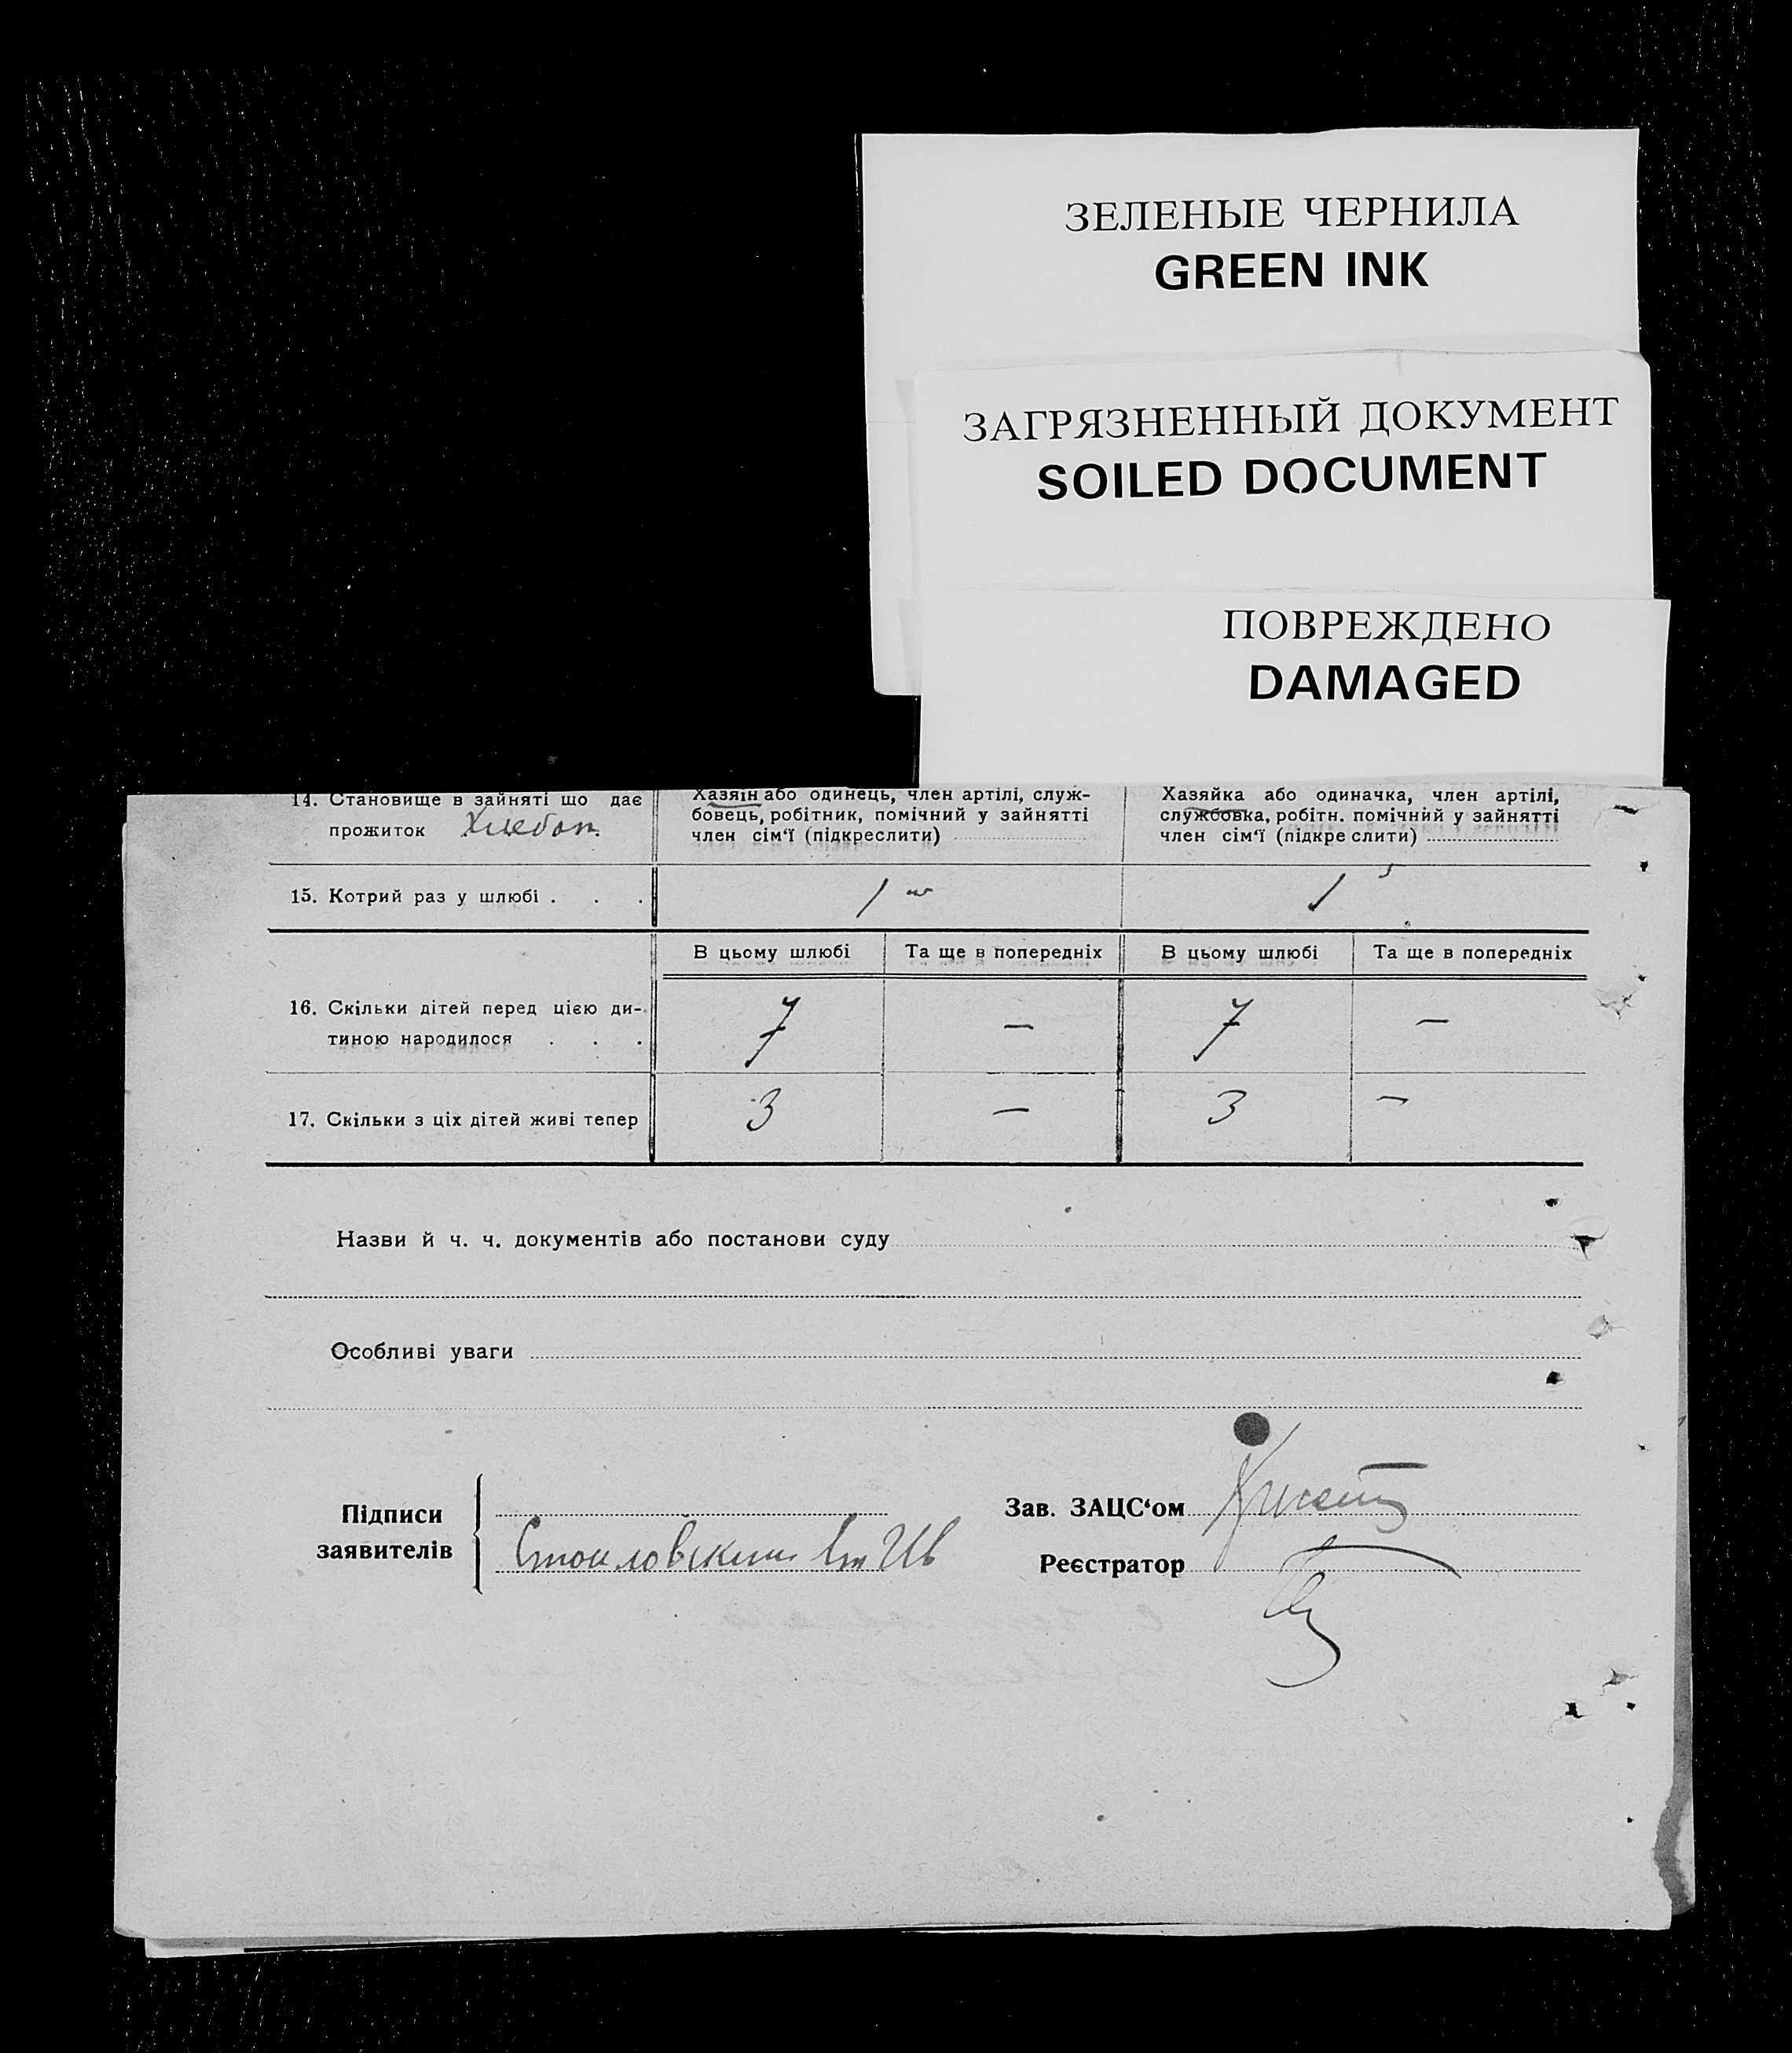 ЗЕЛЕНЫЕ ЧЕРНИЛА
GREEN INK
ЗАГРЯЗНЕННЫЙ ДОКУМЕНТ
SOILED DOCUMENT
ПОВРЕЖДЕНО
DAMAGED
14. Становище в зайняті що дає
прожиток Хлебоп.
Хазяїн або одинець, член артілі, служ-
бовець, робітник, помічний у зайнятті
член сім‘ї (підкреслити)
Хазяйка або одиначка, член артілі,
службовка, робітн. помічний у зайнятті
член сім‘ї (підкре слити)
15. Котрий раз у шлюбі . . .
1
1
В цьому шлюбі
Та ще в попередніх
В цьому шлюбі
Та ще в попередніх
16. Скільки дітей перед цією ди-
тиною народилося . . .
7
—
7
—
17. Скільки з ціх дітей живі тепер
3
—
3
—
Назви й ч. ч. документів або постанови суду
Особливі уваги
Підписи
заявителів
Зав. ЗАЦС‘ом
Реєстратор